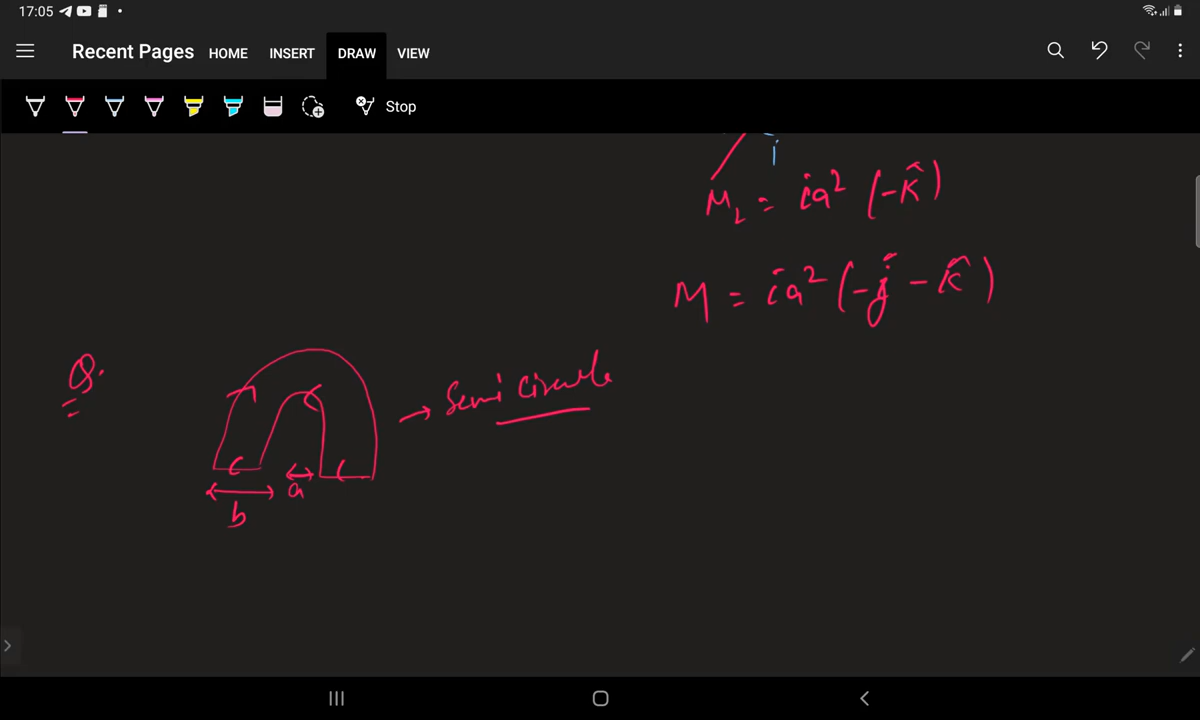 17:05
Recent Pages HOME INSERT DRAW VIEW
Stop
i
M₂ = ia² (-k̂)
M = ia² (-ĵ - k̂)
Q.
→ Semi Circle
a
b